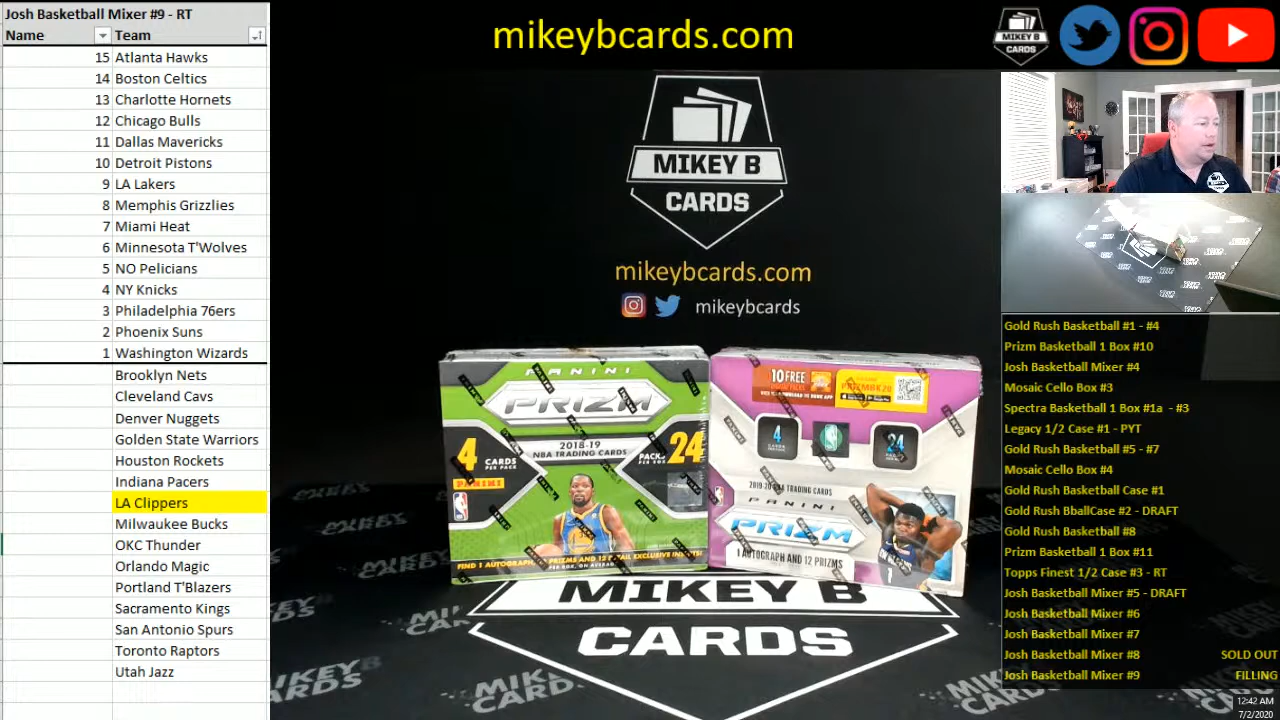 Josh Basketball Mixer #9 - RT
Name Team
15 Atlanta Hawks
14 Boston Celtics
13 Charlotte Hornets
12 Chicago Bulls
11 Dallas Mavericks
10 Detroit Pistons
9 LA Lakers
8 Memphis Grizzlies
7 Miami Heat
6 Minnesota T'Wolves
5 NO Pelicians
4 NY Knicks
3 Philadelphia 76ers
2 Phoenix Suns
1 Washington Wizards
Brooklyn Nets
Cleveland Cavs
Denver Nuggets
Golden State Warriors
Houston Rockets
Indiana Pacers
LA Clippers
Milwaukee Bucks
OKC Thunder
Orlando Magic
Portland T'Blazers
Sacramento Kings
San Antonio Spurs
Toronto Raptors
Utah Jazz
mikeybcards.com
MIKEY B
CARDS
MIKEY B
CARDS
mikeybcards.com
mikeybcards
PANINI
PRIZM
2018-19
NBA TRADING CARDS
4 CARDS
PER PACK
24
PANINI
FIND 1 AUTOGRAPH,
10 FREE
4
24
2019-20 NBA TRADING CARDS
PANINI
PRIZM
1 AUTOGRAPH AND 12 PRIZMS
MIKEY B
CARDS
Gold Rush Basketball #1 - #4
Prizm Basketball 1 Box #10
Josh Basketball Mixer #4
Mosaic Cello Box #3
Spectra Basketball 1 Box #1a - #3
Legacy 1/2 Case #1 - PYT
Gold Rush Basketball #5 - #7
Mosaic Cello Box #4
Gold Rush Basketball Case #1
Gold Rush BballCase #2 - DRAFT
Gold Rush Basketball #8
Prizm Basketball 1 Box #11
Topps Finest 1/2 Case #3 - RT
Josh Basketball Mixer #5 - DRAFT
Josh Basketball Mixer #6
Josh Basketball Mixer #7
Josh Basketball Mixer #8 SOLD OUT
Josh Basketball Mixer #9 FILLING
12:42 AM
7/2/2020